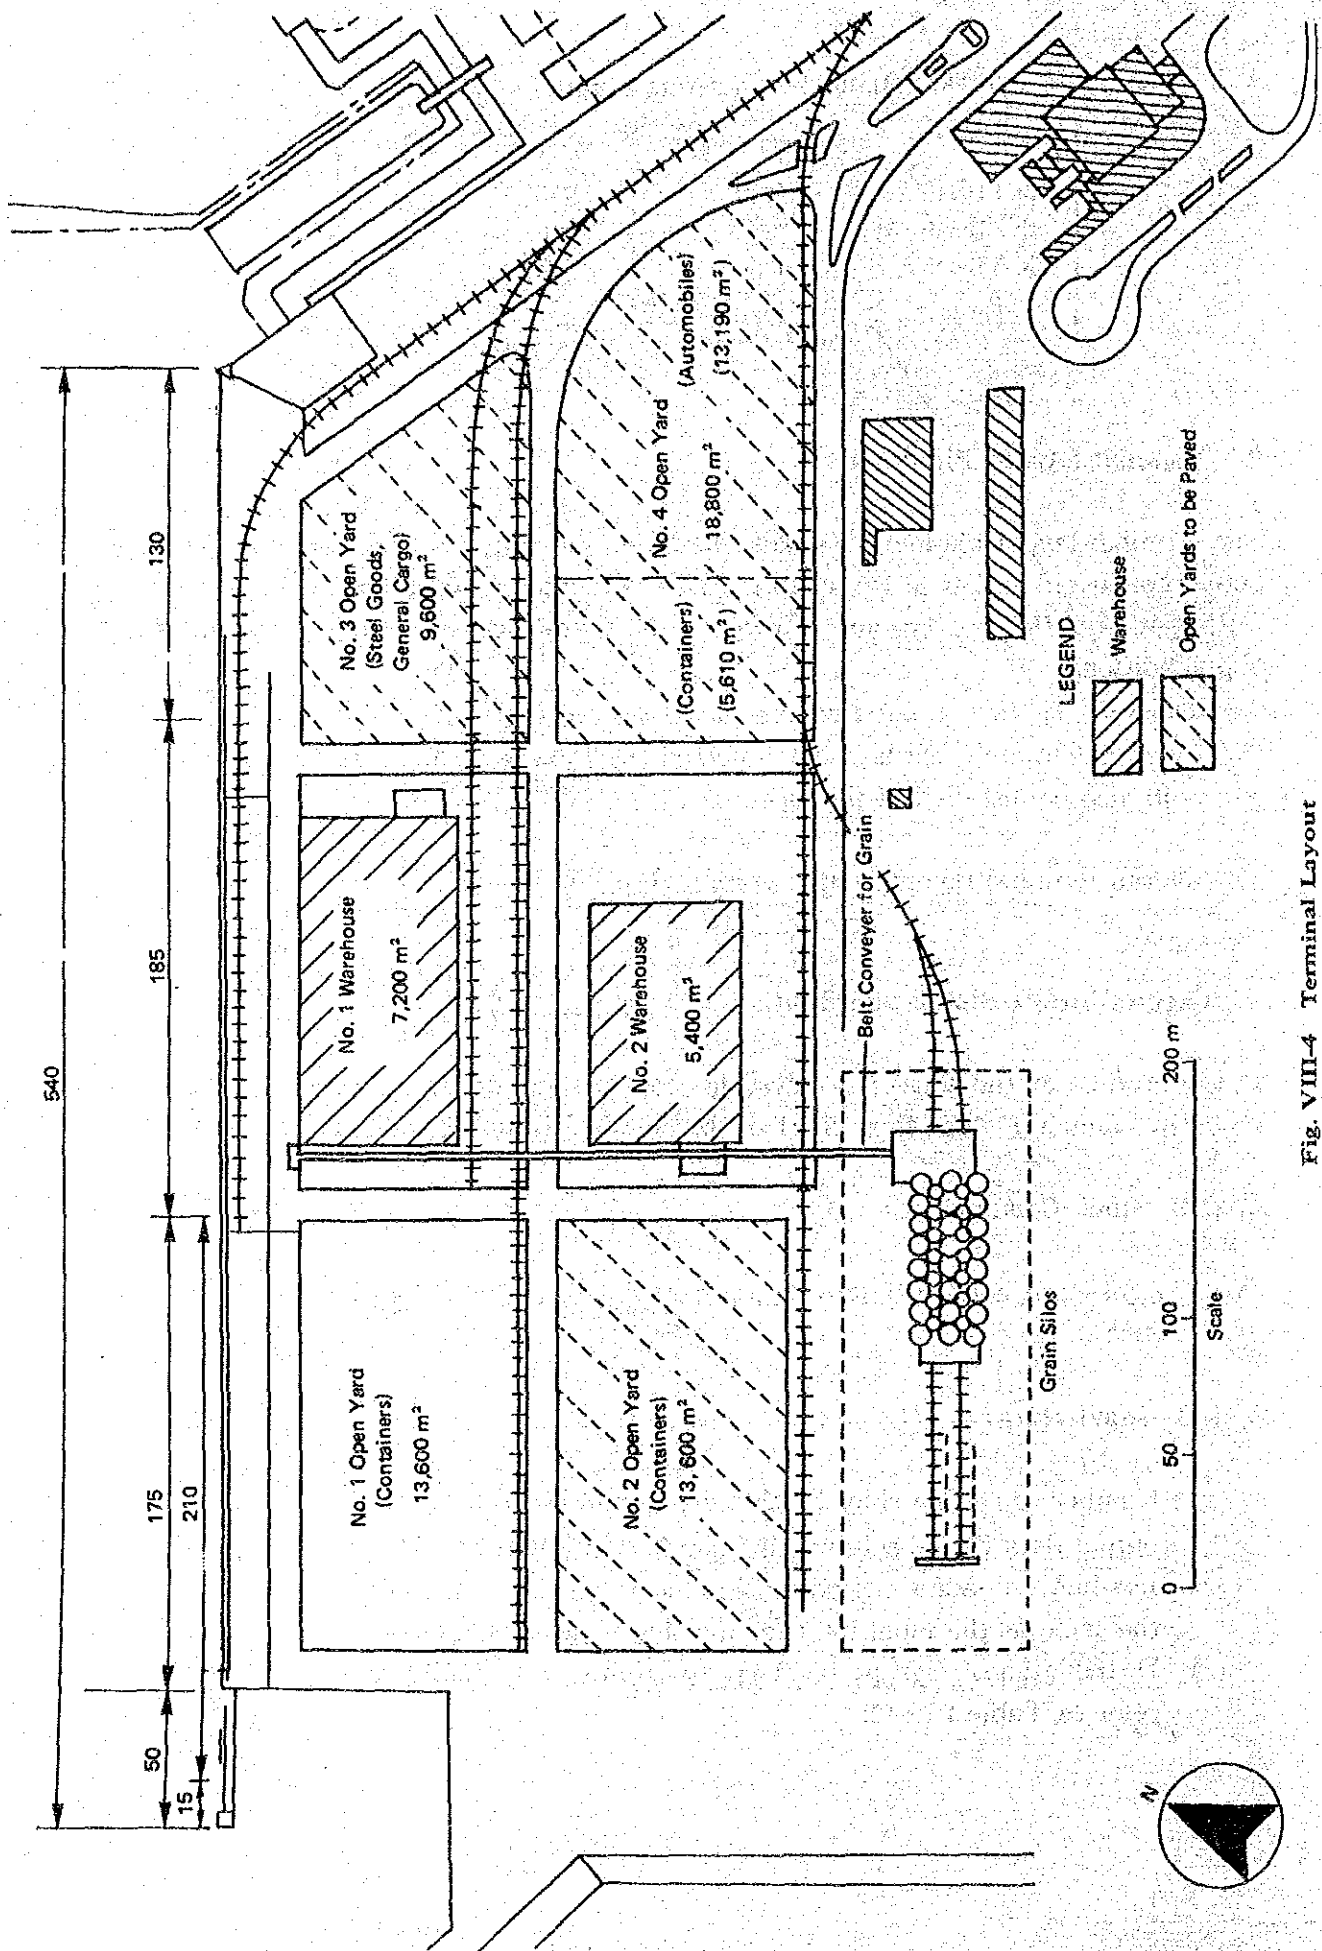 540
130
185
175
210
50
15
No. 1 Open Yard
(Containers)
13,600 m²
No. 1 Warehouse
7,200 m²
No. 3 Open Yard
(Steel Goods,
General Cargo)
9,600 m²
No. 2 Open Yard
(Containers)
13,600 m²
No. 2 Warehouse
5,400 m²
(Containers)
(5,610 m²)
No. 4 Open Yard
18,800 m²
(Automobiles)
(13,190 m²)
Belt Conveyer for Grain
Grain Silos
LEGEND
Warehouse
Open Yards to be Paved
0 50 100 200 m
Scale
N
Fig. VIII-4 Terminal Layout